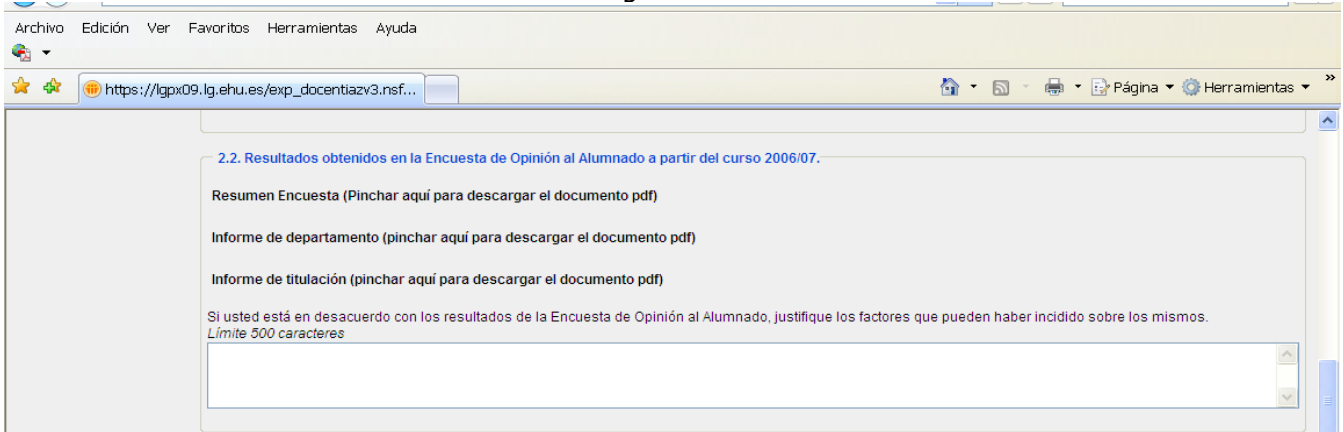 Archivo Edición Ver Favoritos Herramientas Ayuda
https://lgpx09.lg.ehu.es/exp_docentiazv3.nsf...
Página Herramientas »
2.2. Resultados obtenidos en la Encuesta de Opinión al Alumnado a partir del curso 2006/07.
Resumen Encuesta (Pinchar aquí para descargar el documento pdf)
Informe de departamento (pinchar aquí para descargar el documento pdf)
Informe de titulación (pinchar aquí para descargar el documento pdf)
Si usted está en desacuerdo con los resultados de la Encuesta de Opinión al Alumnado, justifique los factores que pueden haber incidido sobre los mismos.
Límite 500 caracteres